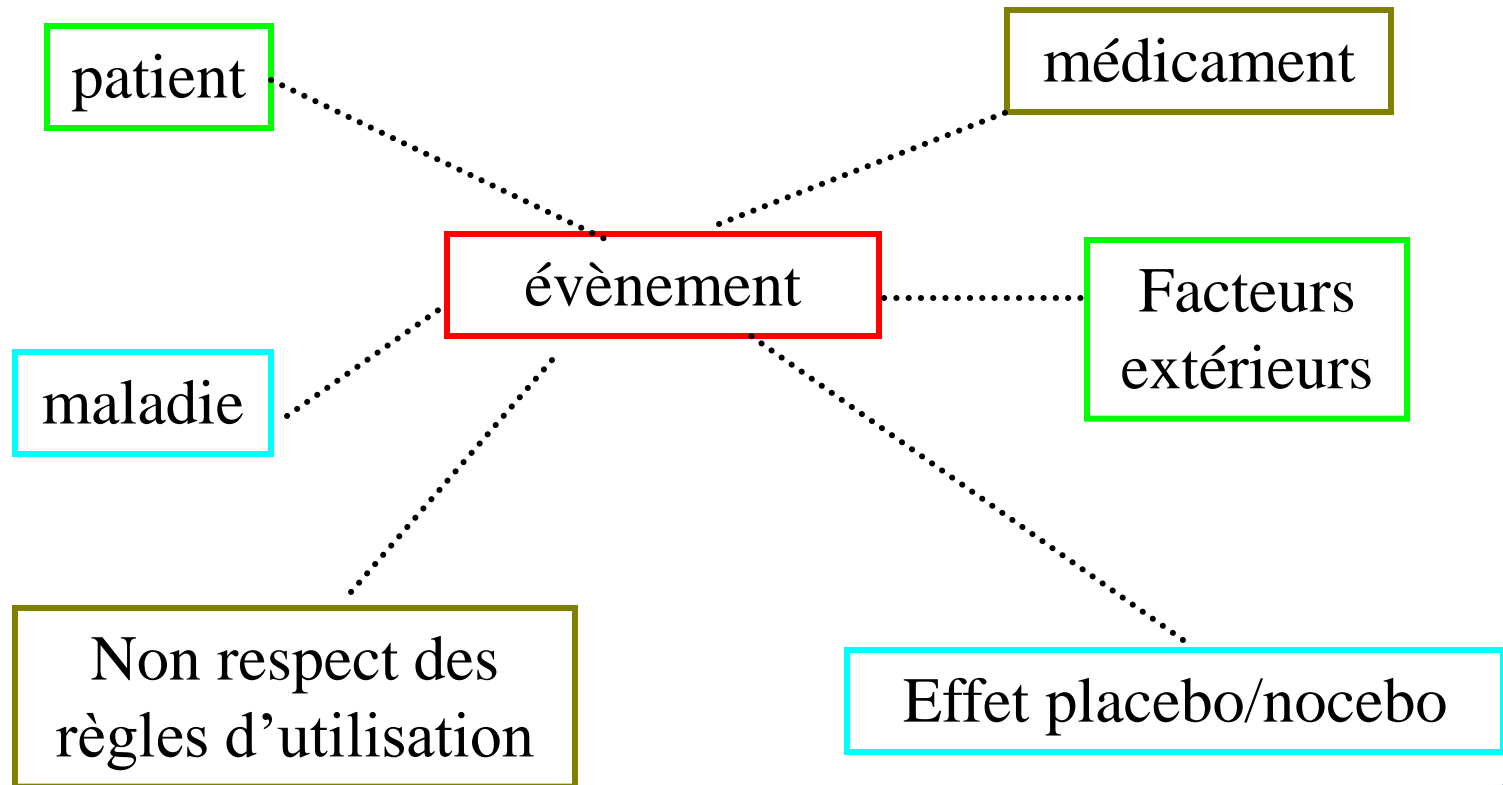 patient
médicament
évènement
Facteurs
extérieurs
maladie
Non respect des
règles d’utilisation
Effet placebo/nocebo